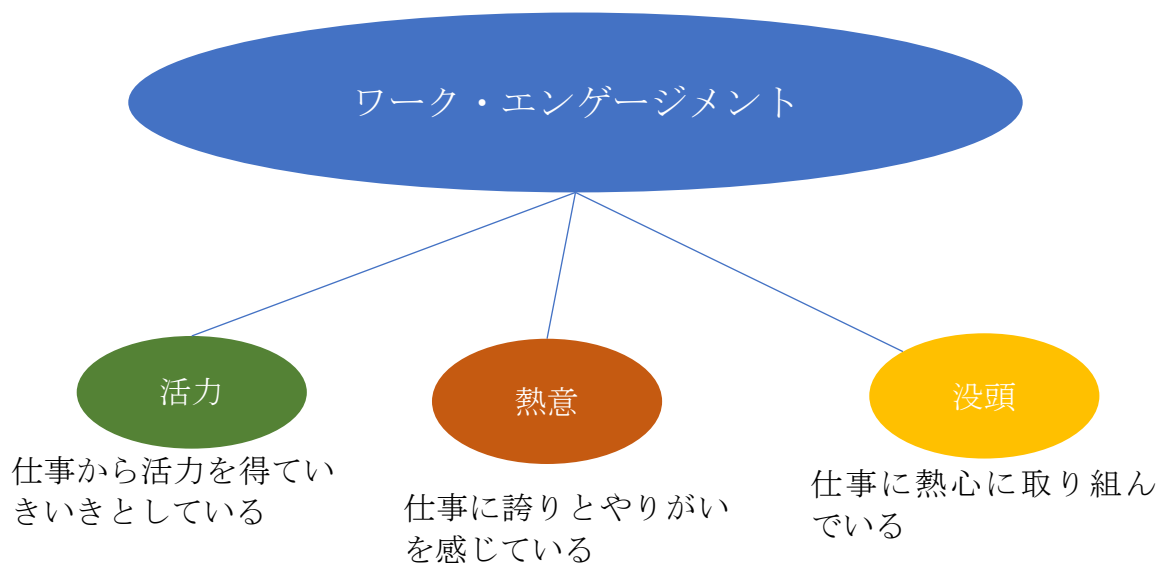 ワーク・エンゲージメント
活力
熱意
没頭
仕事から活力を得てい
きいきとしている
仕事に誇りとやりがい
を感じている
仕事に熱心に取り組ん
でいる